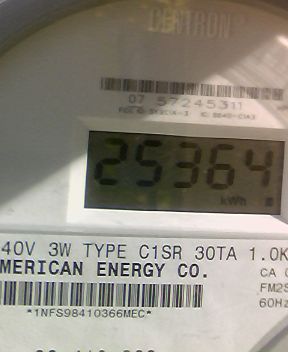 CENTRON
07 57245311
25364
kWh
40V 3W TYPE C1SR 30TA 1.0K
MERICAN ENERGY CO.
CA
FM2S
60Hz
*1NFS98410366MEC*